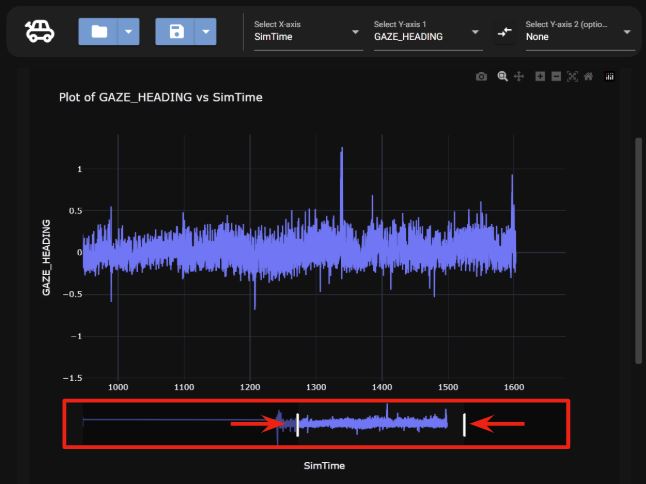 Select X-axis
SimTime
Select Y-axis 1
GAZE_HEADING
Select Y-axis 2 (optio...
None
Plot of GAZE_HEADING vs SimTime
GAZE_HEADING
1
0.5
0
−0.5
−1
−1.5
1000 1100 1200 1300 1400 1500 1600
SimTime